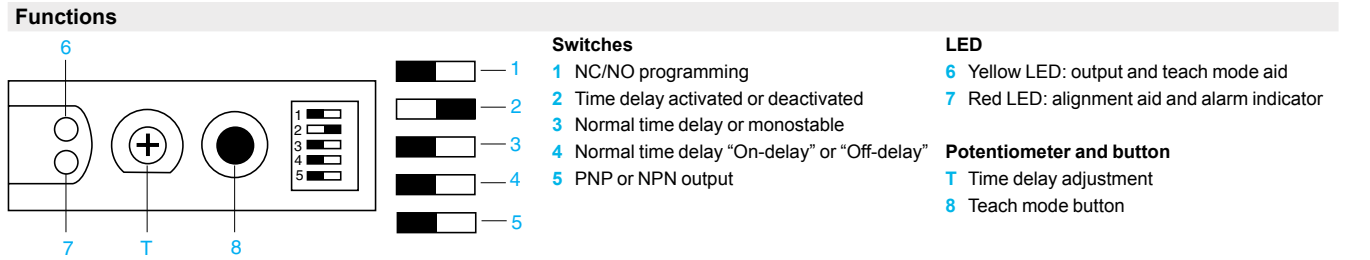 Functions
6
1
2
3
4
5
7
T
8
1
2
3
4
5
Switches
1 NC/NO programming
2 Time delay activated or deactivated
3 Normal time delay or monostable
4 Normal time delay “On-delay” or “Off-delay”
5 PNP or NPN output
LED
6 Yellow LED: output and teach mode aid
7 Red LED: alignment aid and alarm indicator
Potentiometer and button
T Time delay adjustment
8 Teach mode button